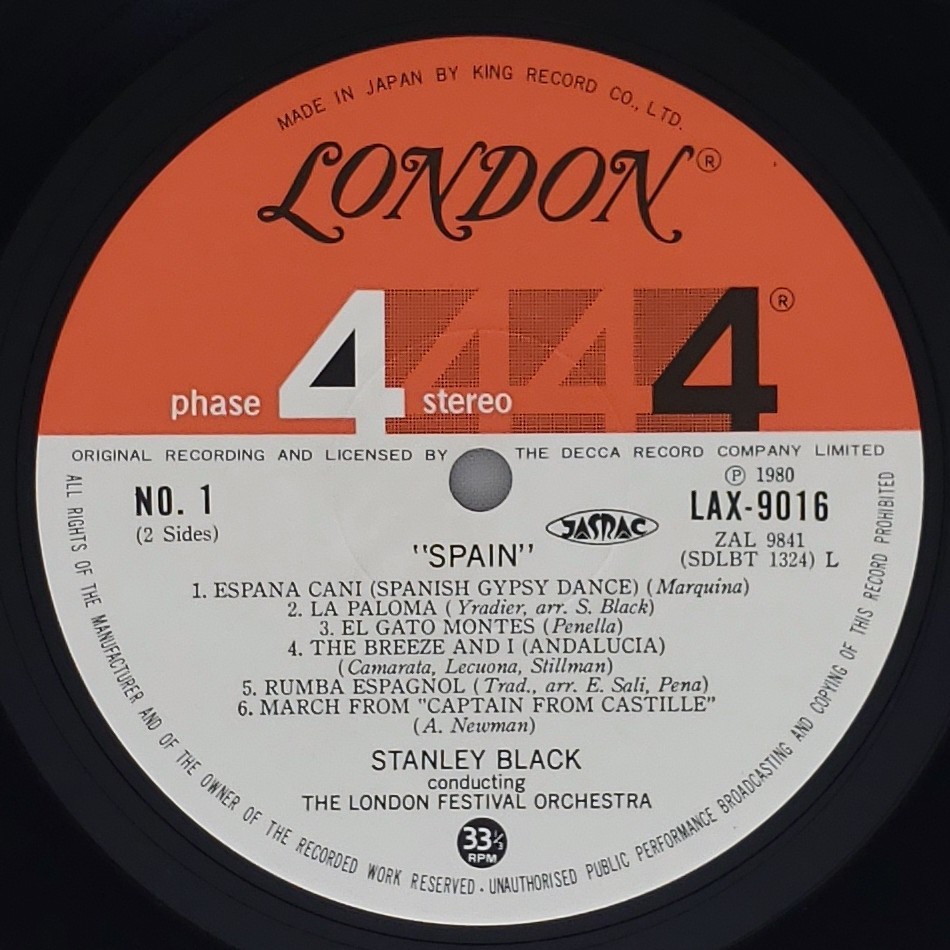 MADE IN JAPAN BY KING RECORD CO., LTD.
LONDON®
phase 4 stereo 4 4 4®
ORIGINAL RECORDING AND LICENSED BY THE DECCA RECORD COMPANY LIMITED
NO. 1
(2 Sides)
JASRAC
Ⓟ 1980
LAX-9016
ZAL 9841
(SDLBT 1324) L
"SPAIN"
1. ESPANA CANI (SPANISH GYPSY DANCE) (Marquina)
2. LA PALOMA (Yradier, arr. S. Black)
3. EL GATO MONTES (Penella)
4. THE BREEZE AND I (ANDALUCIA)
(Camarata, Lecuona, Stillman)
5. RUMBA ESPAGNOL (Trad., arr. E. Sali, Pena)
6. MARCH FROM "CAPTAIN FROM CASTILLE"
(A. Newman)
STANLEY BLACK
conducting
THE LONDON FESTIVAL ORCHESTRA
33⅓
RPM
ALL RIGHTS OF THE MANUFACTURER AND OF THE OWNER OF THE RECORDED WORK RESERVED. UNAUTHORISED PUBLIC PERFORMANCE BROADCASTING AND COPYING OF THIS RECORD PROHIBITED